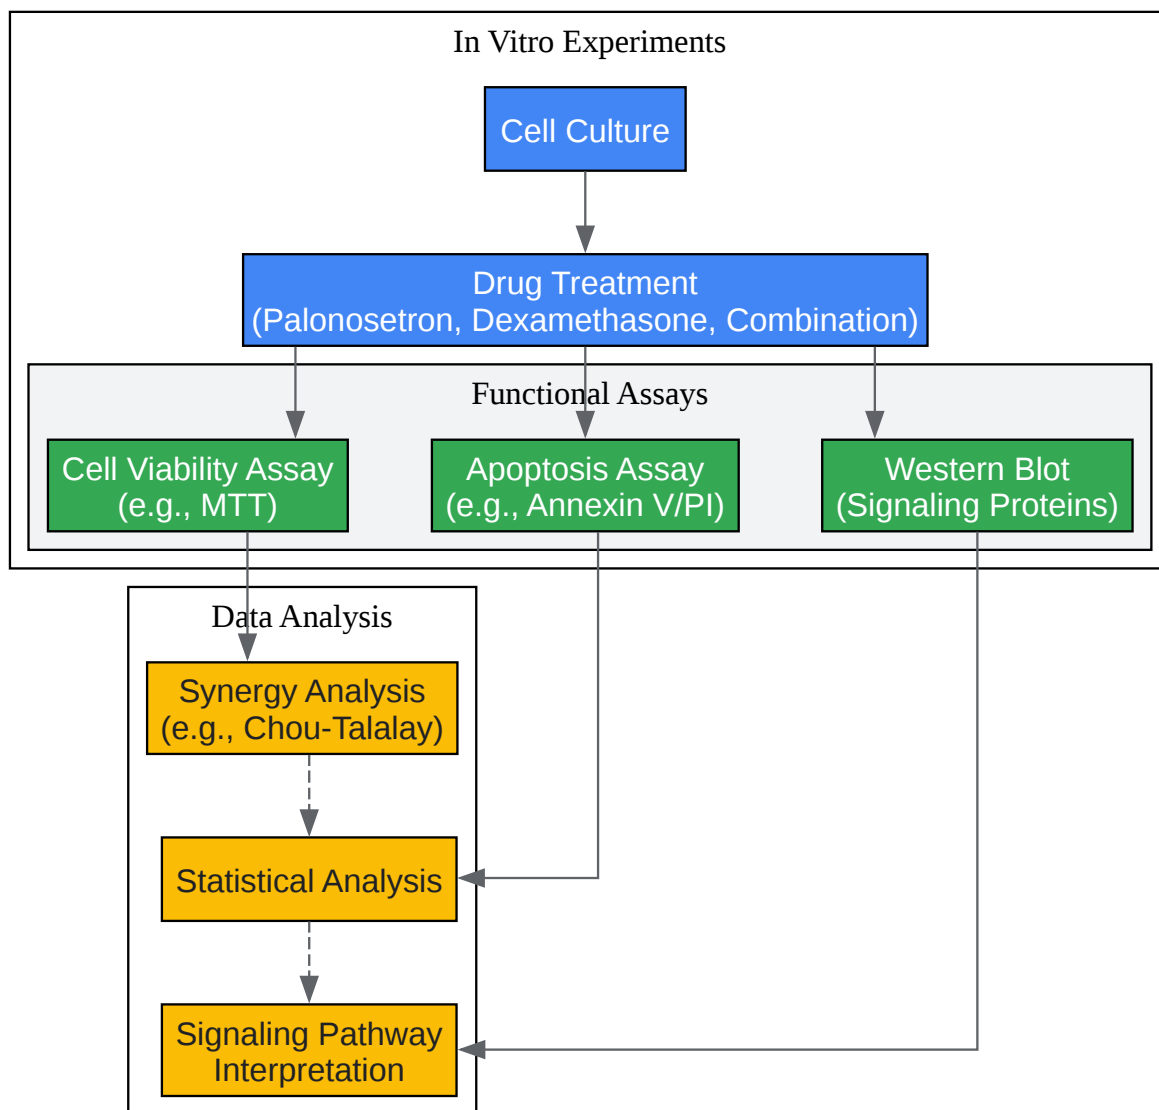 In Vitro Experiments
Cell Culture
Drug Treatment
(Palonosetron, Dexamethasone, Combination)
Functional Assays
Cell Viability Assay
(e.g., MTT)
Apoptosis Assay
(e.g., Annexin V/PI)
Western Blot
(Signaling Proteins)
Data Analysis
Synergy Analysis
(e.g., Chou-Talalay)
Statistical Analysis
Signaling Pathway
Interpretation